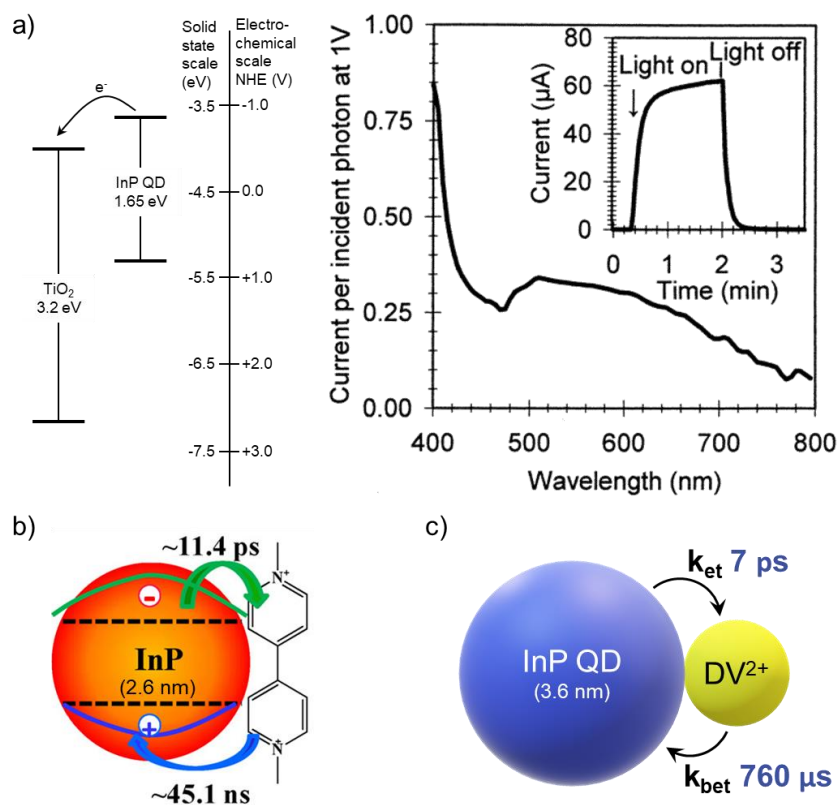 a)
Solid
state
scale
(eV)
Electro-
chemical
scale
NHE (V)
e-
-3.5
-1.0
InP QD
1.65 eV
-4.5
0.0
TiO2
3.2 eV
-5.5
+1.0
-6.5
+2.0
-7.5
+3.0
Current per incident photon at 1V
1.00
0.75
0.50
0.25
0.00
400
500
600
700
800
Wavelength (nm)
Current (µA)
80
60
40
20
0
Light on
Light off
0
1
2
3
Time (min)
b)
~11.4 ps
N+
-
InP
(2.6 nm)
+
N+
~45.1 ns
c)
ket 7 ps
InP QD
(3.6 nm)
DV2+
kbet 760 µs